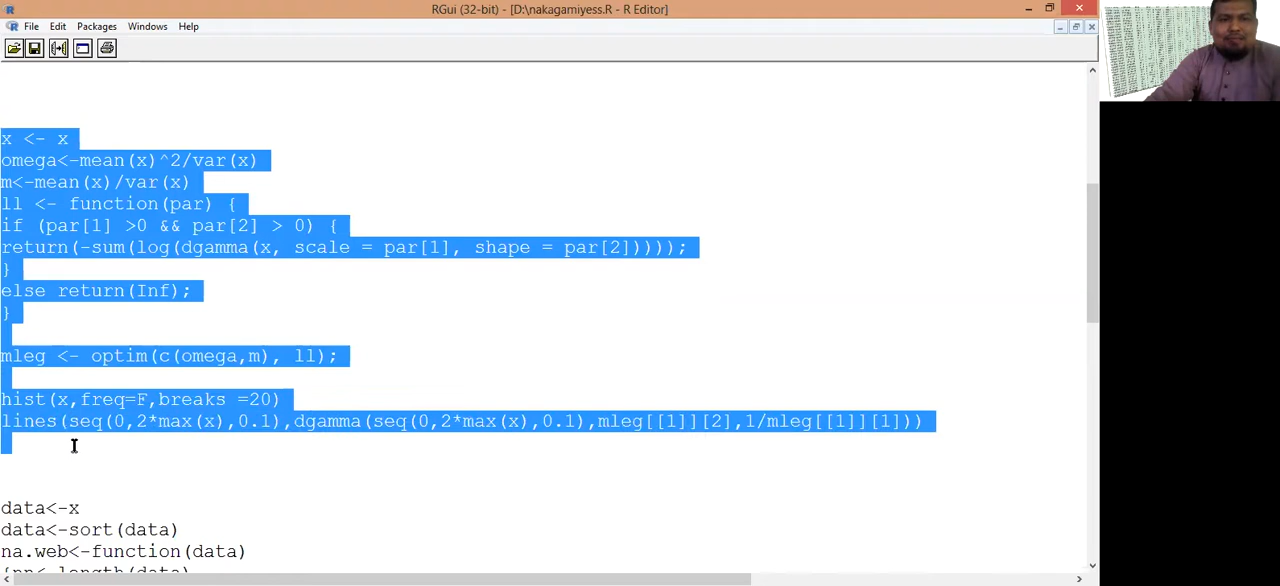 RGui (32-bit) - [D:\nakagamiyess.R - R Editor]
File Edit Packages Windows Help
x <- x
omega<-mean(x)^2/var(x)
m<-mean(x)/var(x)
ll <- function(par) {
if (par[1] >0 && par[2] > 0) {
return(-sum(log(dgamma(x, scale = par[1], shape = par[2]))));
}
else return(Inf);
}
mleg <- optim(c(omega,m), ll);
hist(x,freq=F,breaks =20)
lines(seq(0,2*max(x),0.1),dgamma(seq(0,2*max(x),0.1),mleg[[1]][2],1/mleg[[1]][1]))
data<-x
data<-sort(data)
na.web<-function(data)
{nn<-length(data)